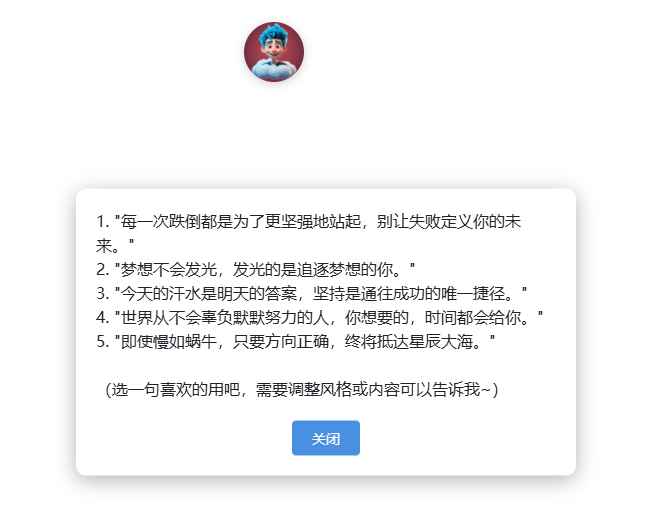 1. "每一次跌倒都是为了更坚强地站起，别让失败定义你的未
来。"
2. "梦想不会发光，发光的是追逐梦想的你。"
3. "今天的汗水是明天的答案，坚持是通往成功的唯一捷径。"
4. "世界从不会辜负默默努力的人，你想要的，时间都会给你。"
5. "即使慢如蜗牛，只要方向正确，终将抵达星辰大海。"
（选一句喜欢的用吧，需要调整风格或内容可以告诉我~）
关闭